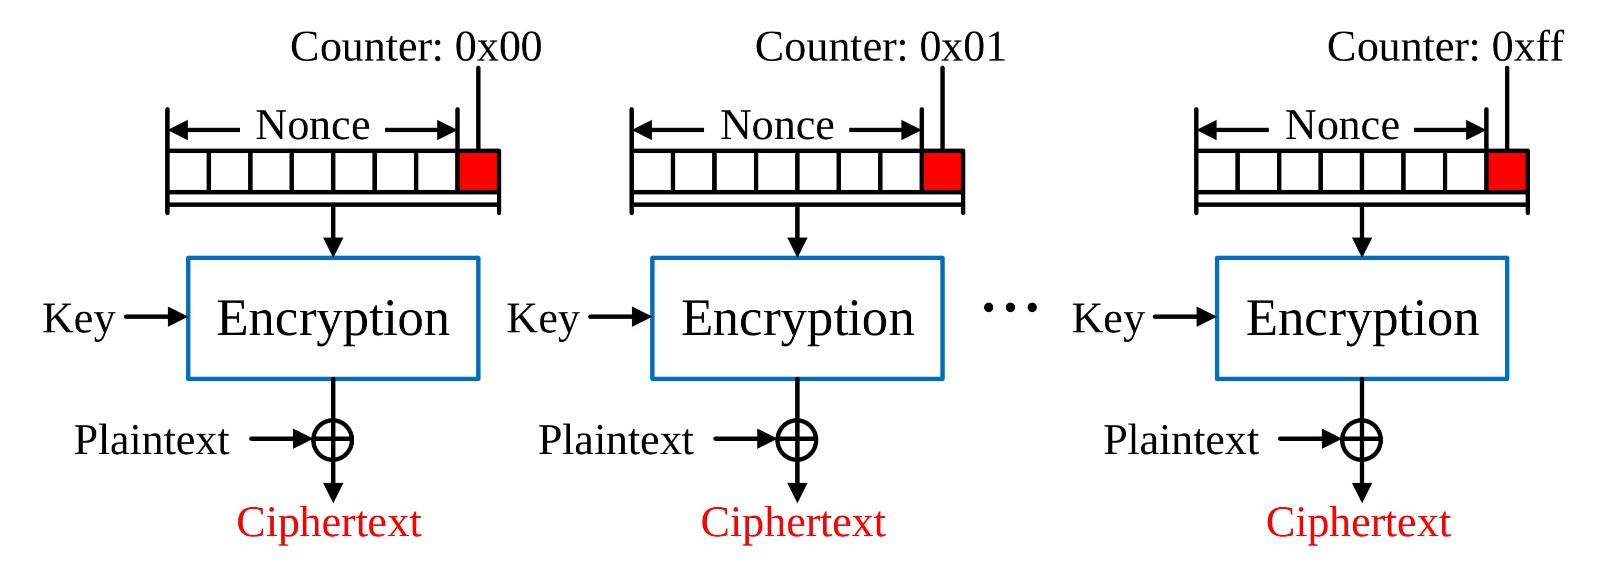 Counter: 0x00
Counter: 0x01
Counter: 0xff
Nonce
Nonce
Nonce
Key
Encryption
Key
Encryption
...
Key
Encryption
Plaintext
Plaintext
Plaintext
Ciphertext
Ciphertext
Ciphertext